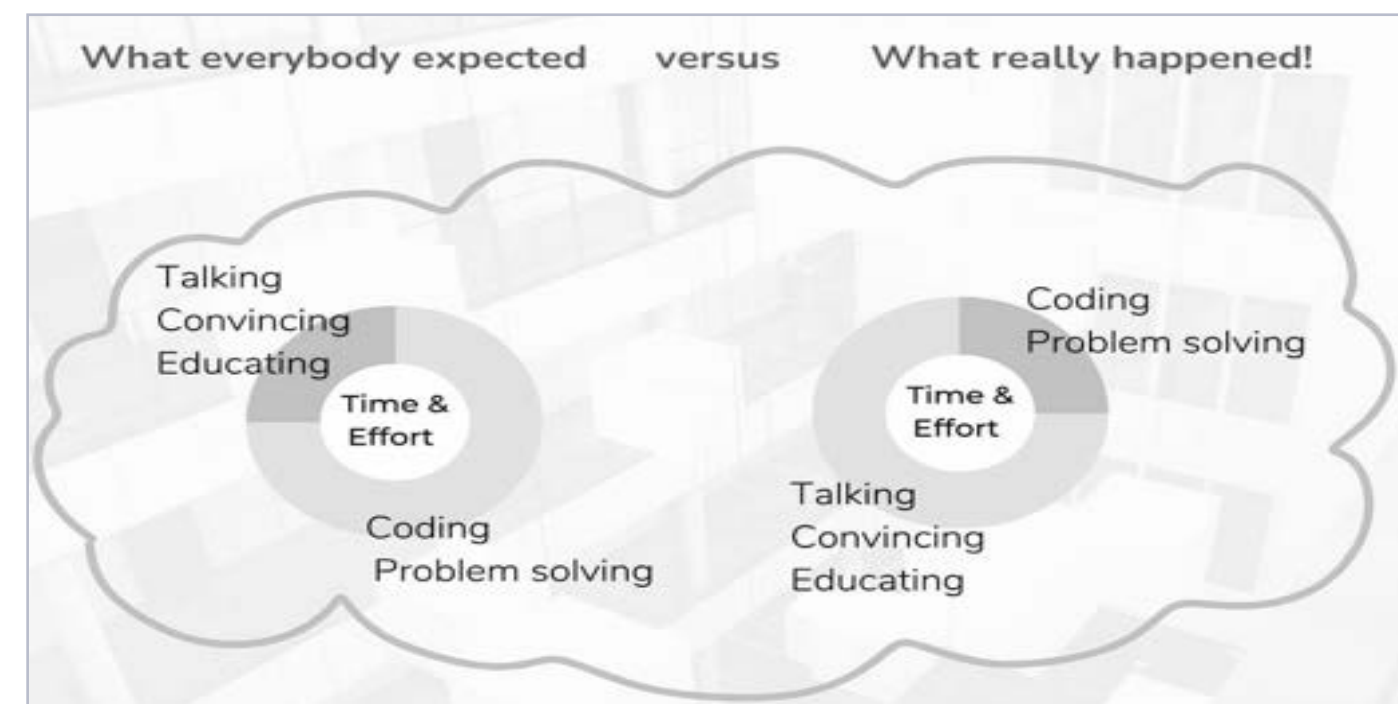 What everybody expected versus What really happened!
Talking
Convincing
Educating
Time &
Effort
Coding
Problem solving
Coding
Problem solving
Time &
Effort
Talking
Convincing
Educating